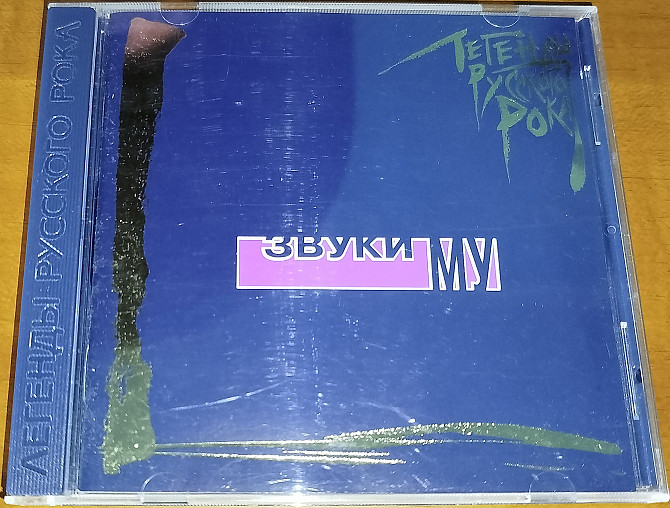 ЛЕГЕНДЫ РУССКОГО РОКА
ЛЕГЕНДЫ
РУССКОГО
РОКА
ЗВУКИ МУ